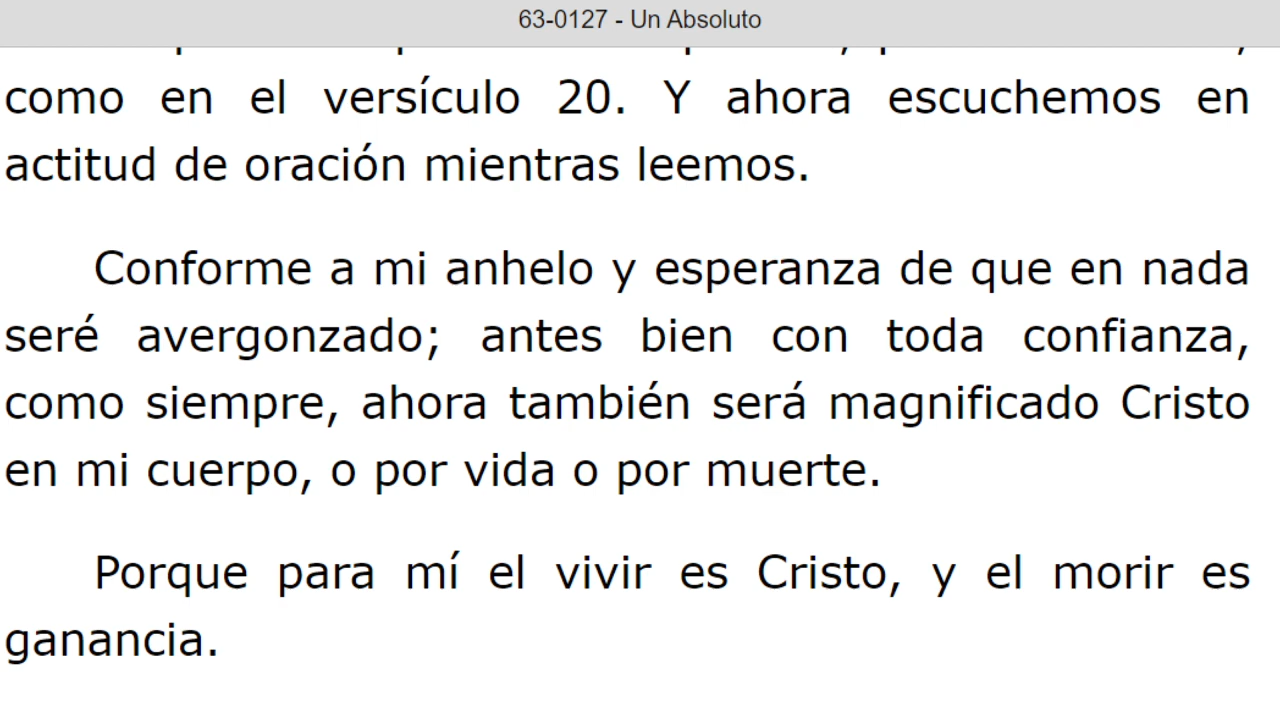 63-0127 - Un Absoluto
como en el versículo 20. Y ahora escuchemos en
actitud de oración mientras leemos.
Conforme a mi anhelo y esperanza de que en nada
seré avergonzado; antes bien con toda confianza,
como siempre, ahora también será magnificado Cristo
en mi cuerpo, o por vida o por muerte.
Porque para mí el vivir es Cristo, y el morir es
ganancia.